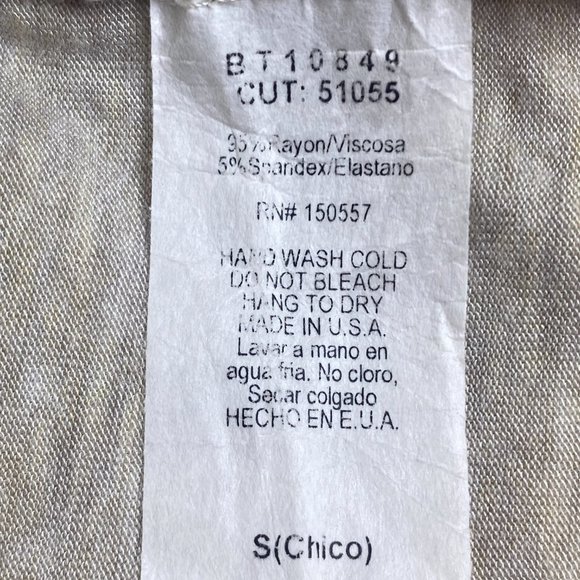 BT10849
CUT: 51055
95% Rayon/Viscosa
5% Spandex/Elastano
RN# 150557
HAND WASH COLD
DO NOT BLEACH
HANG TO DRY
MADE IN U.S.A.
Lavar a mano en
agua fria. No cloro,
Secar colgado
HECHO EN E.U.A.
S(Chico)